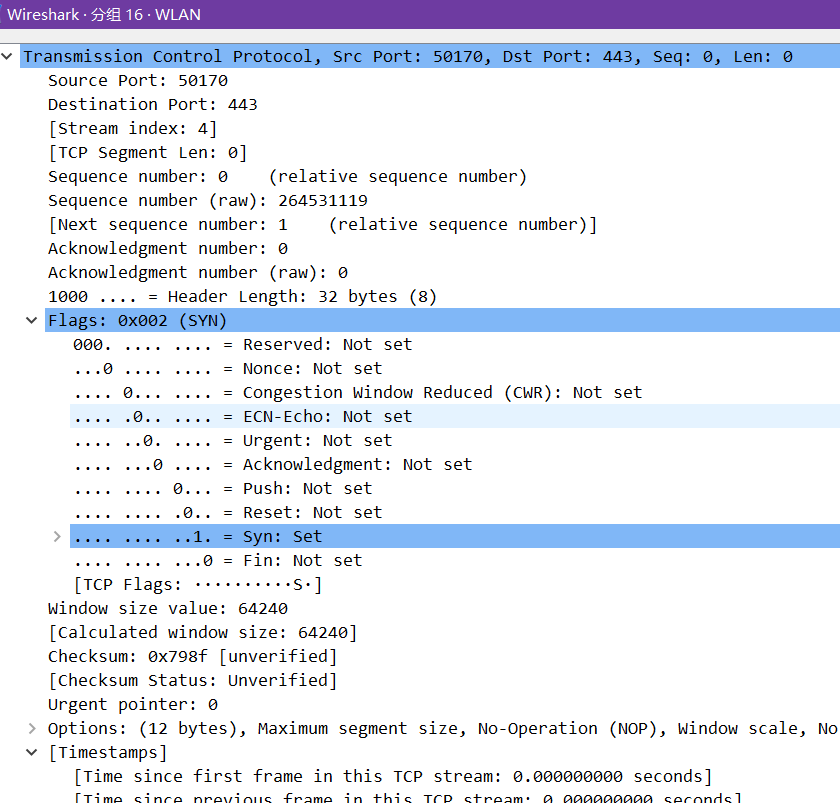 Wireshark · 分组 16 · WLAN
Transmission Control Protocol, Src Port: 50170, Dst Port: 443, Seq: 0, Len: 0
Source Port: 50170
Destination Port: 443
[Stream index: 4]
[TCP Segment Len: 0]
Sequence number: 0    (relative sequence number)
Sequence number (raw): 264531119
[Next sequence number: 1    (relative sequence number)]
Acknowledgment number: 0
Acknowledgment number (raw): 0
1000 .... = Header Length: 32 bytes (8)
Flags: 0x002 (SYN)
000. .... .... = Reserved: Not set
...0 .... .... = Nonce: Not set
.... 0... .... = Congestion Window Reduced (CWR): Not set
.... .0.. .... = ECN-Echo: Not set
.... ..0. .... = Urgent: Not set
.... ...0 .... = Acknowledgment: Not set
.... .... 0... = Push: Not set
.... .... .0.. = Reset: Not set
.... .... ..1. = Syn: Set
.... .... ...0 = Fin: Not set
[TCP Flags: ··········S·]
Window size value: 64240
[Calculated window size: 64240]
Checksum: 0x798f [unverified]
[Checksum Status: Unverified]
Urgent pointer: 0
Options: (12 bytes), Maximum segment size, No-Operation (NOP), Window scale, No
[Timestamps]
[Time since first frame in this TCP stream: 0.000000000 seconds]
[Time since previous frame in this TCP stream: 0.000000000 seconds]